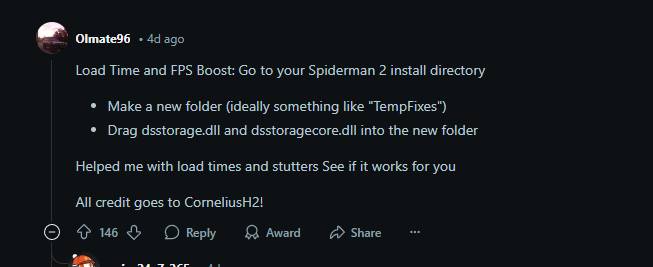 Olmate96 • 4d ago
Load Time and FPS Boost: Go to your Spiderman 2 install directory
• Make a new folder (ideally something like "TempFixes")
• Drag dsstorage.dll and dsstoragecore.dll into the new folder
Helped me with load times and stutters See if it works for you
All credit goes to CorneliusH2!
146 Reply Award Share ...